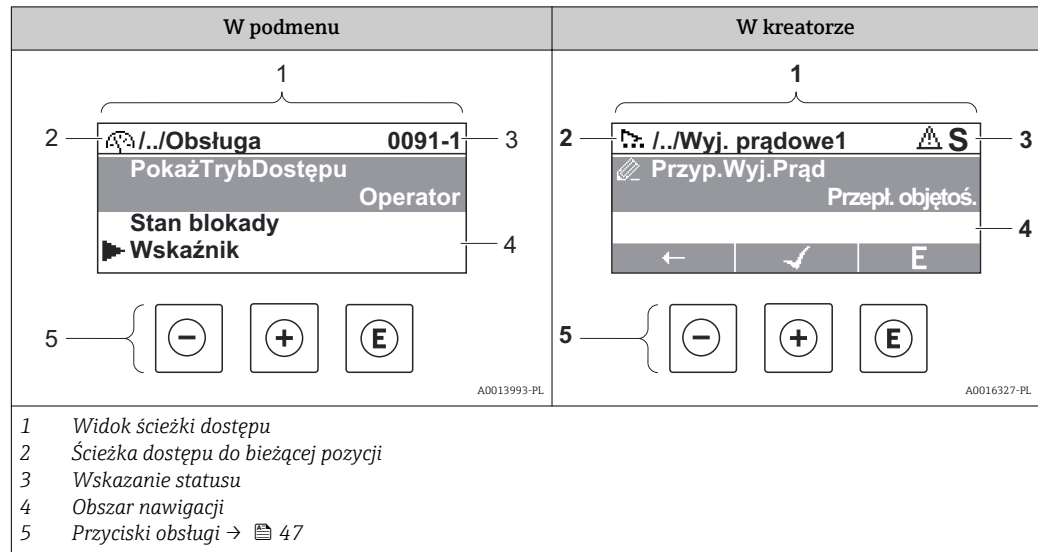 W podmenu
W kreatorze
1
2
/../Obsługa 0091-1
3
PokażTrybDostępu
Operator
Stan blokady
Wskaźnik
4
5
- + E
A0013993-PL
1
2
/../Wyj. prądowe1 S
3
Przyp.Wyj.Prąd
Przepł. objętoś.
4
← ✓ E
5
- + E
A0016327-PL
1 Widok ścieżki dostępu
2 Ścieżka dostępu do bieżącej pozycji
3 Wskazanie statusu
4 Obszar nawigacji
5 Przyciski obsługi → 47